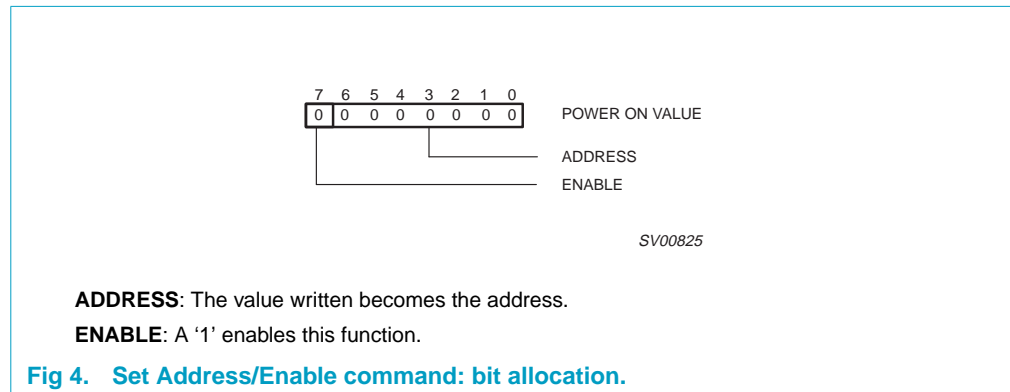 7 6 5 4 3 2 1 0
0 0 0 0 0 0 0 0 POWER ON VALUE
ADDRESS
ENABLE
SV00825
ADDRESS: The value written becomes the address.
ENABLE: A ‘1’ enables this function.
Fig 4. Set Address/Enable command: bit allocation.